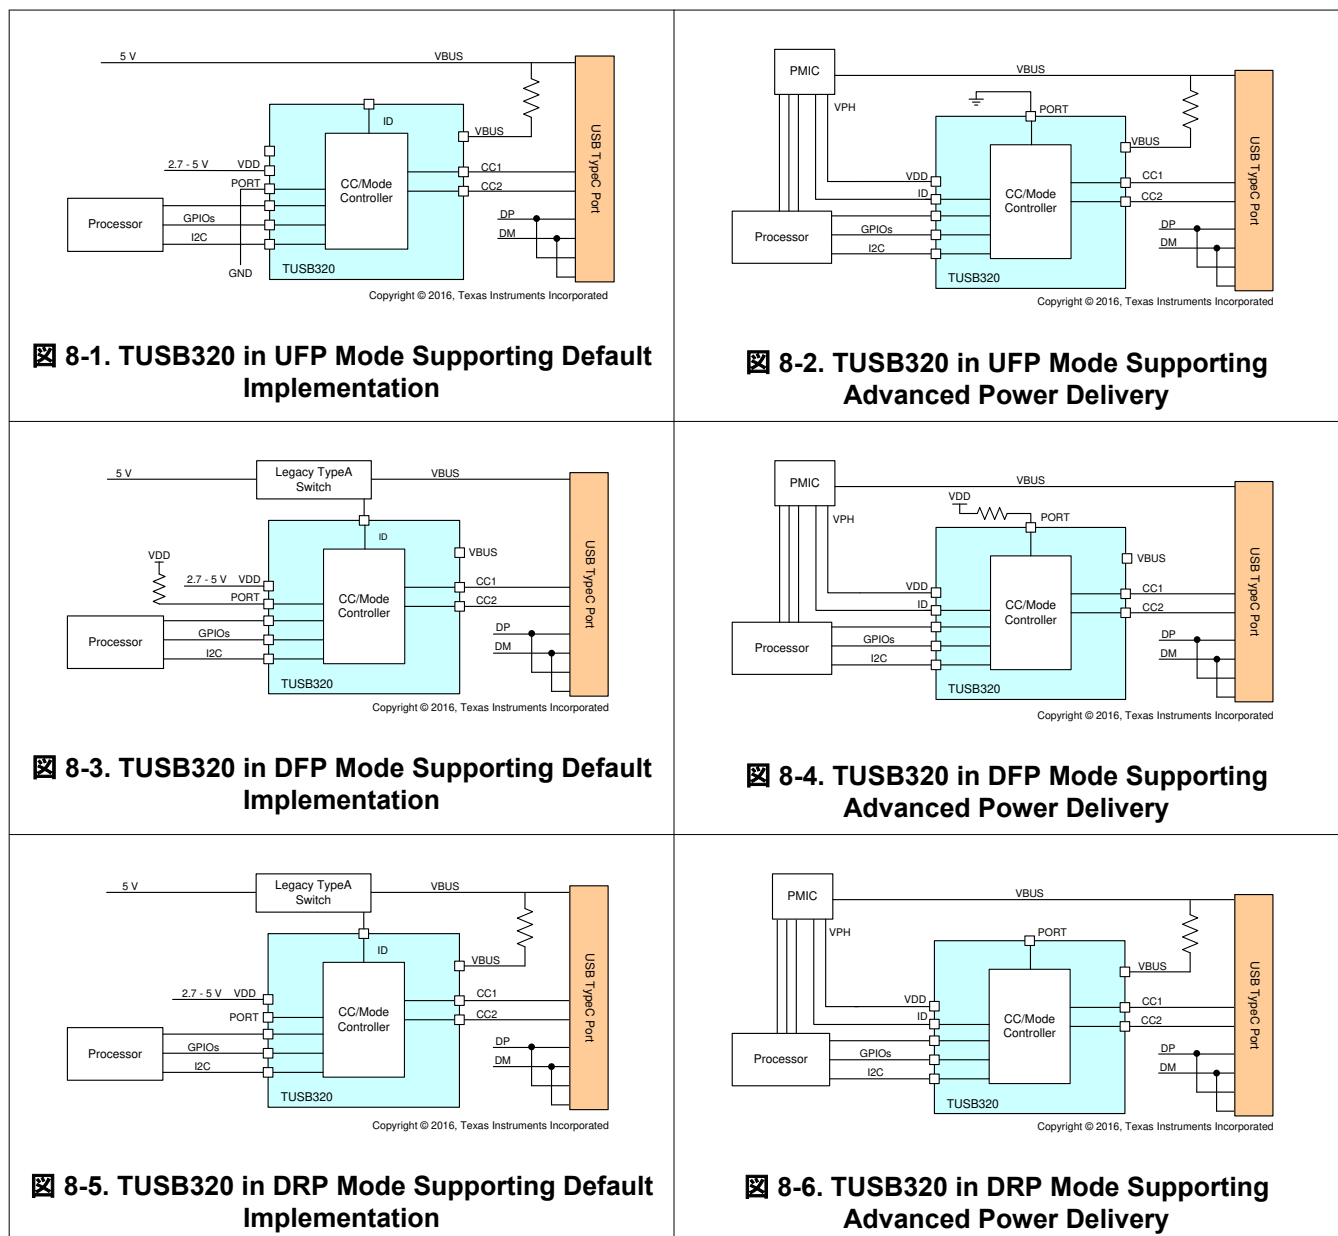 5 V
VBUS
ID
VBUS
2.7 - 5 V
VDD
PORT
CC1
CC2
CC/Mode
Controller
Processor
GPIOs
I2C
DP
DM
GND
TUSB320
USB TypeC Port
Copyright © 2016, Texas Instruments Incorporated
図 8-1. TUSB320 in UFP Mode Supporting Default
Implementation
PMIC
VBUS
VPH
PORT
VBUS
VDD
ID
CC1
CC2
CC/Mode
Controller
Processor
GPIOs
I2C
DP
DM
TUSB320
USB TypeC Port
Copyright © 2016, Texas Instruments Incorporated
図 8-2. TUSB320 in UFP Mode Supporting
Advanced Power Delivery
5 V
Legacy TypeA
Switch
VBUS
ID
VBUS
VDD
2.7 - 5 V
VDD
PORT
CC1
CC2
CC/Mode
Controller
Processor
GPIOs
I2C
DP
DM
TUSB320
USB TypeC Port
Copyright © 2016, Texas Instruments Incorporated
図 8-3. TUSB320 in DFP Mode Supporting Default
Implementation
PMIC
VBUS
VDD
VPH
PORT
VBUS
VDD
ID
CC1
CC2
CC/Mode
Controller
Processor
GPIOs
I2C
DP
DM
TUSB320
USB TypeC Port
Copyright © 2016, Texas Instruments Incorporated
図 8-4. TUSB320 in DFP Mode Supporting
Advanced Power Delivery
5 V
Legacy TypeA
Switch
VBUS
ID
VBUS
2.7 - 5 V
VDD
PORT
CC1
CC2
CC/Mode
Controller
Processor
GPIOs
I2C
DP
DM
TUSB320
USB TypeC Port
Copyright © 2016, Texas Instruments Incorporated
図 8-5. TUSB320 in DRP Mode Supporting Default
Implementation
PMIC
VBUS
VPH
PORT
VBUS
VDD
ID
CC1
CC2
CC/Mode
Controller
Processor
GPIOs
I2C
DP
DM
TUSB320
USB TypeC Port
Copyright © 2016, Texas Instruments Incorporated
図 8-6. TUSB320 in DRP Mode Supporting
Advanced Power Delivery